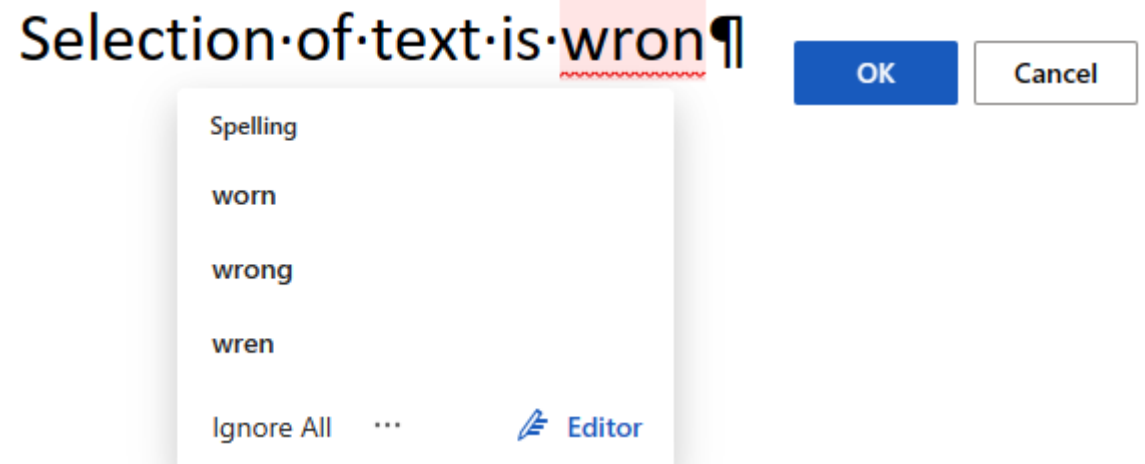 Selection·of·text·is·wron¶
OK
Cancel
Spelling
worn
wrong
wren
Ignore All ··· Editor